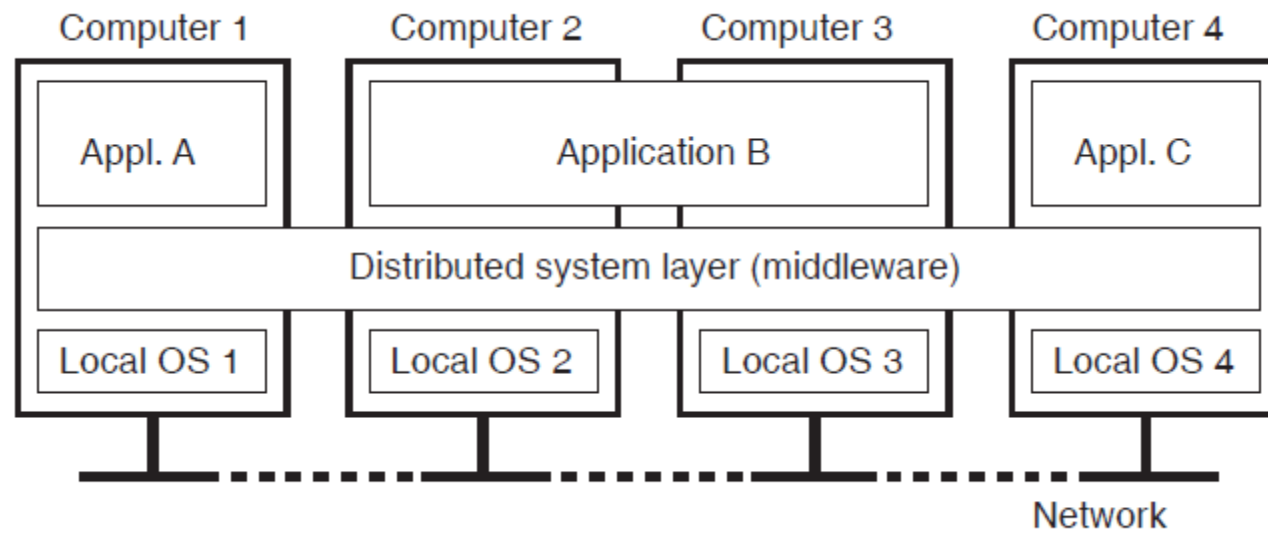 Computer 1 Computer 2 Computer 3 Computer 4
Appl. A Application B Appl. C
Distributed system layer (middleware)
Local OS 1 Local OS 2 Local OS 3 Local OS 4
Network